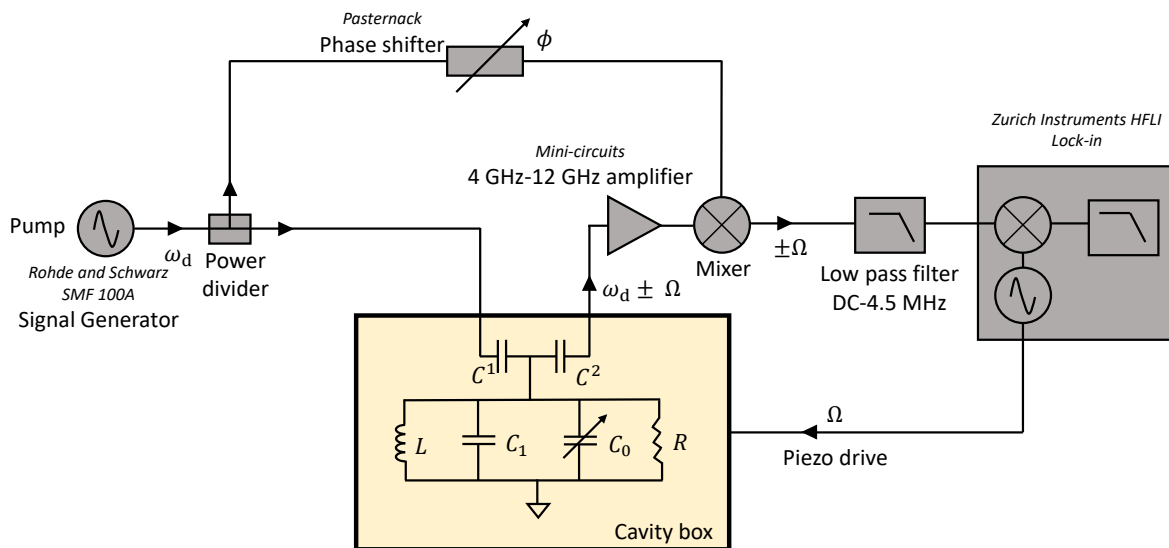 Pasternack
Phase shifter
ϕ
Zurich Instruments HFLI
Lock-in
Mini-circuits
4 GHz-12 GHz amplifier
Pump
ω_d
Rohde and Schwarz
SMF 100A
Signal Generator
Power
divider
Mixer
±Ω
Low pass filter
DC-4.5 MHz
ω_d ± Ω
C^1
C^2
L
C_1
C_0
R
Ω
Piezo drive
Cavity box